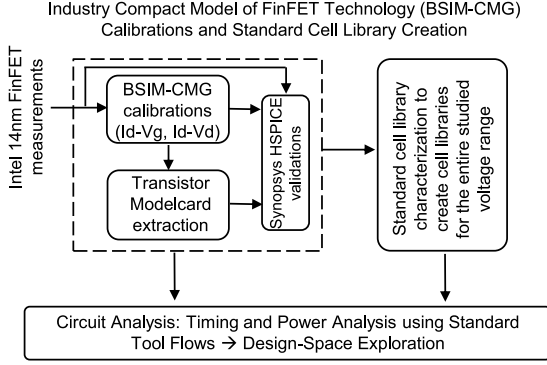 Industry Compact Model of FinFET Technology (BSIM-CMG)
Calibrations and Standard Cell Library Creation
Intel 14nm FinFET
measurements
BSIM-CMG
calibrations
(Id-Vg, Id-Vd)
Transistor
Modelcard
extraction
Synopsys HSPICE
validations
Standard cell library
characterization to
create cell libraries
for the entire studied
voltage range
Circuit Analysis: Timing and Power Analysis using Standard
Tool Flows → Design-Space Exploration